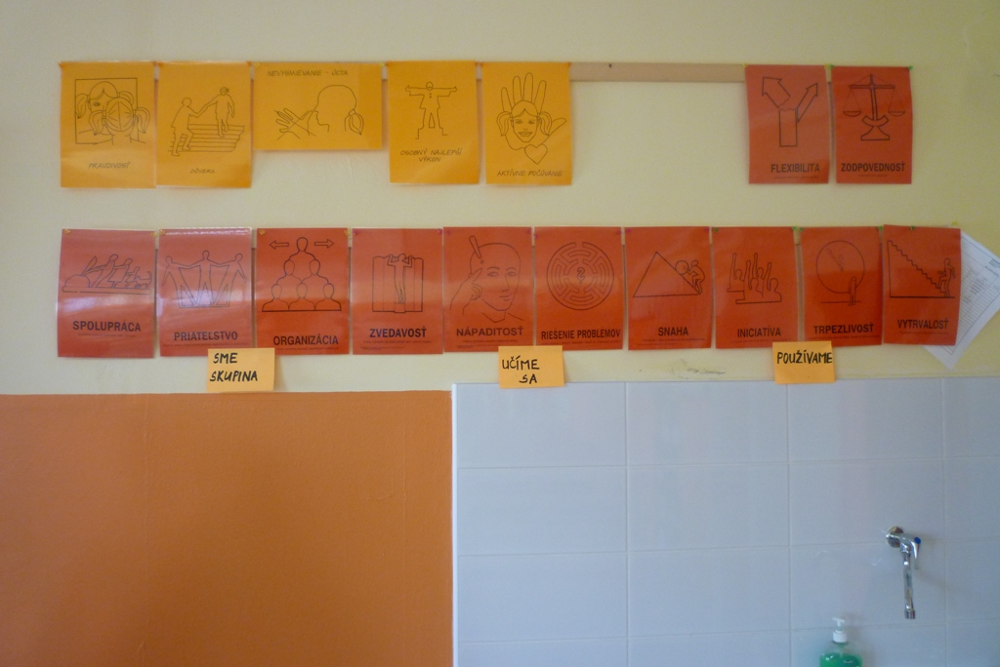 PRAVDIVOSŤ
DÔVERA
NEVYSMIEVANIE - ÚCTA
OSOBNÝ NAJLEPŠÍ
VÝKON
AKTÍVNE POČÚVANIE
FLEXIBILITA
ZODPOVEDNOSŤ
SPOLUPRÁCA
PRIATEĽSTVO
ORGANIZÁCIA
ZVEDAVOSŤ
NÁPADITOSŤ
RIEŠENIE PROBLÉMOV
SNAHA
INICIATÍVA
TRPEZLIVOSŤ
VYTRVALOSŤ
SME
SKUPINA
UČÍME
SA
POUŽÍVAME